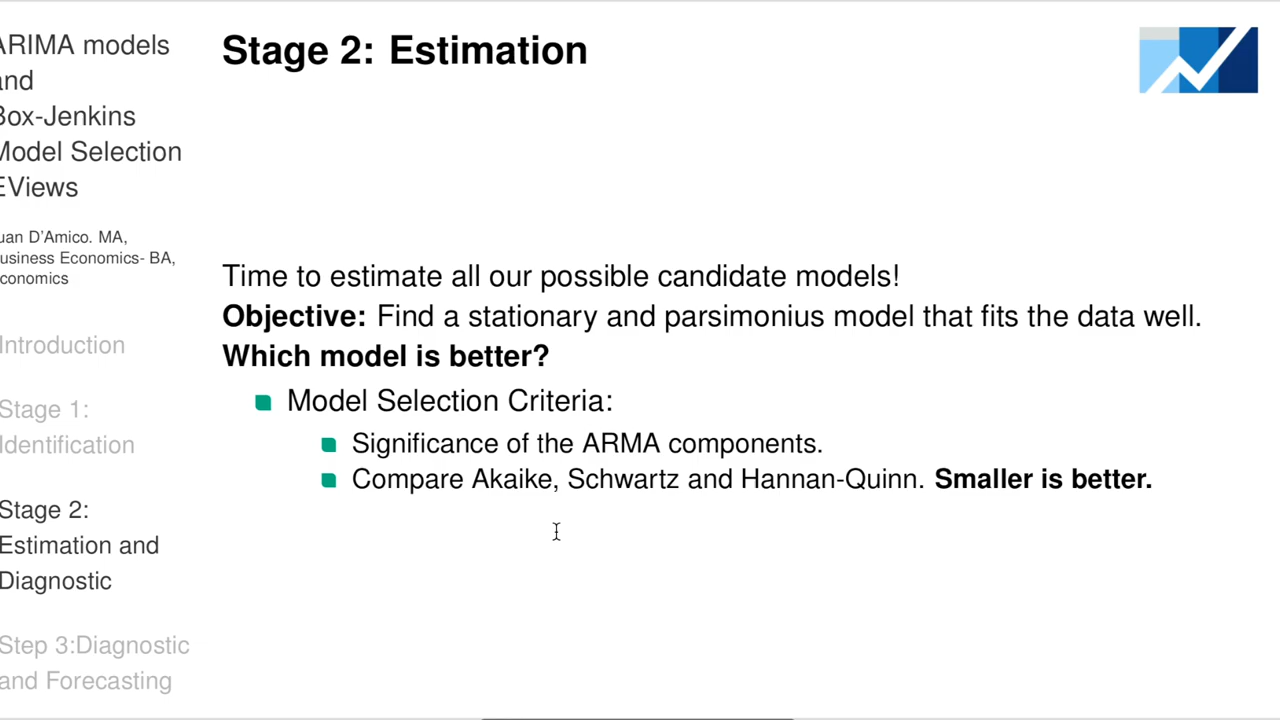 ARIMA models
and
Box-Jenkins
Model Selection
EViews
uan D'Amico. MA,
usiness Economics- BA,
conomics
Introduction
Stage 1:
Identification
Stage 2:
Estimation and
Diagnostic
Step 3:Diagnostic
and Forecasting
Stage 2: Estimation
Time to estimate all our possible candidate models!
Objective: Find a stationary and parsimonius model that fits the data well.
Which model is better?
Model Selection Criteria:
Significance of the ARMA components.
Compare Akaike, Schwartz and Hannan-Quinn. Smaller is better.